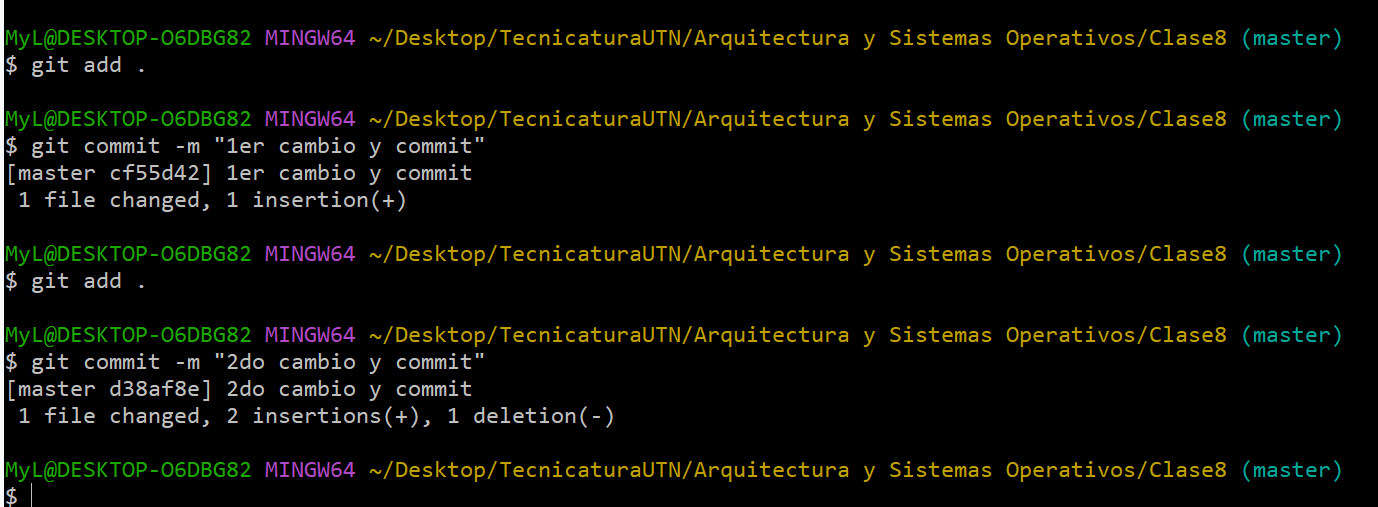 MyL@DESKTOP-O6DBG82 MINGW64 ~/Desktop/TecnicaturaUTN/Arquitectura y Sistemas Operativos/Clase8 (master)
$ git add .
MyL@DESKTOP-O6DBG82 MINGW64 ~/Desktop/TecnicaturaUTN/Arquitectura y Sistemas Operativos/Clase8 (master)
$ git commit -m "1er cambio y commit"
[master cf55d42] 1er cambio y commit
 1 file changed, 1 insertion(+)
MyL@DESKTOP-O6DBG82 MINGW64 ~/Desktop/TecnicaturaUTN/Arquitectura y Sistemas Operativos/Clase8 (master)
$ git add .
MyL@DESKTOP-O6DBG82 MINGW64 ~/Desktop/TecnicaturaUTN/Arquitectura y Sistemas Operativos/Clase8 (master)
$ git commit -m "2do cambio y commit"
[master d38af8e] 2do cambio y commit
 1 file changed, 2 insertions(+), 1 deletion(-)
MyL@DESKTOP-O6DBG82 MINGW64 ~/Desktop/TecnicaturaUTN/Arquitectura y Sistemas Operativos/Clase8 (master)
$